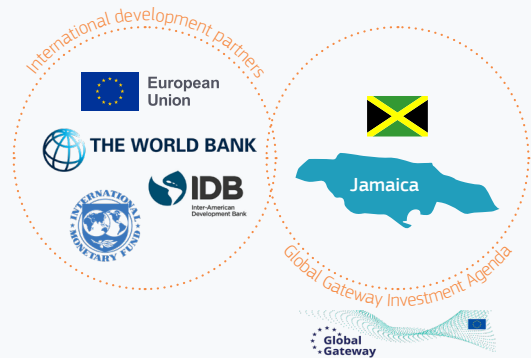 International development partners
European
Union
THE WORLD BANK
IDB
Inter-American
Development Bank
INTERNATIONAL
MONETARY FUND
Jamaica
Global Gateway Investment Agenda
Global
Gateway